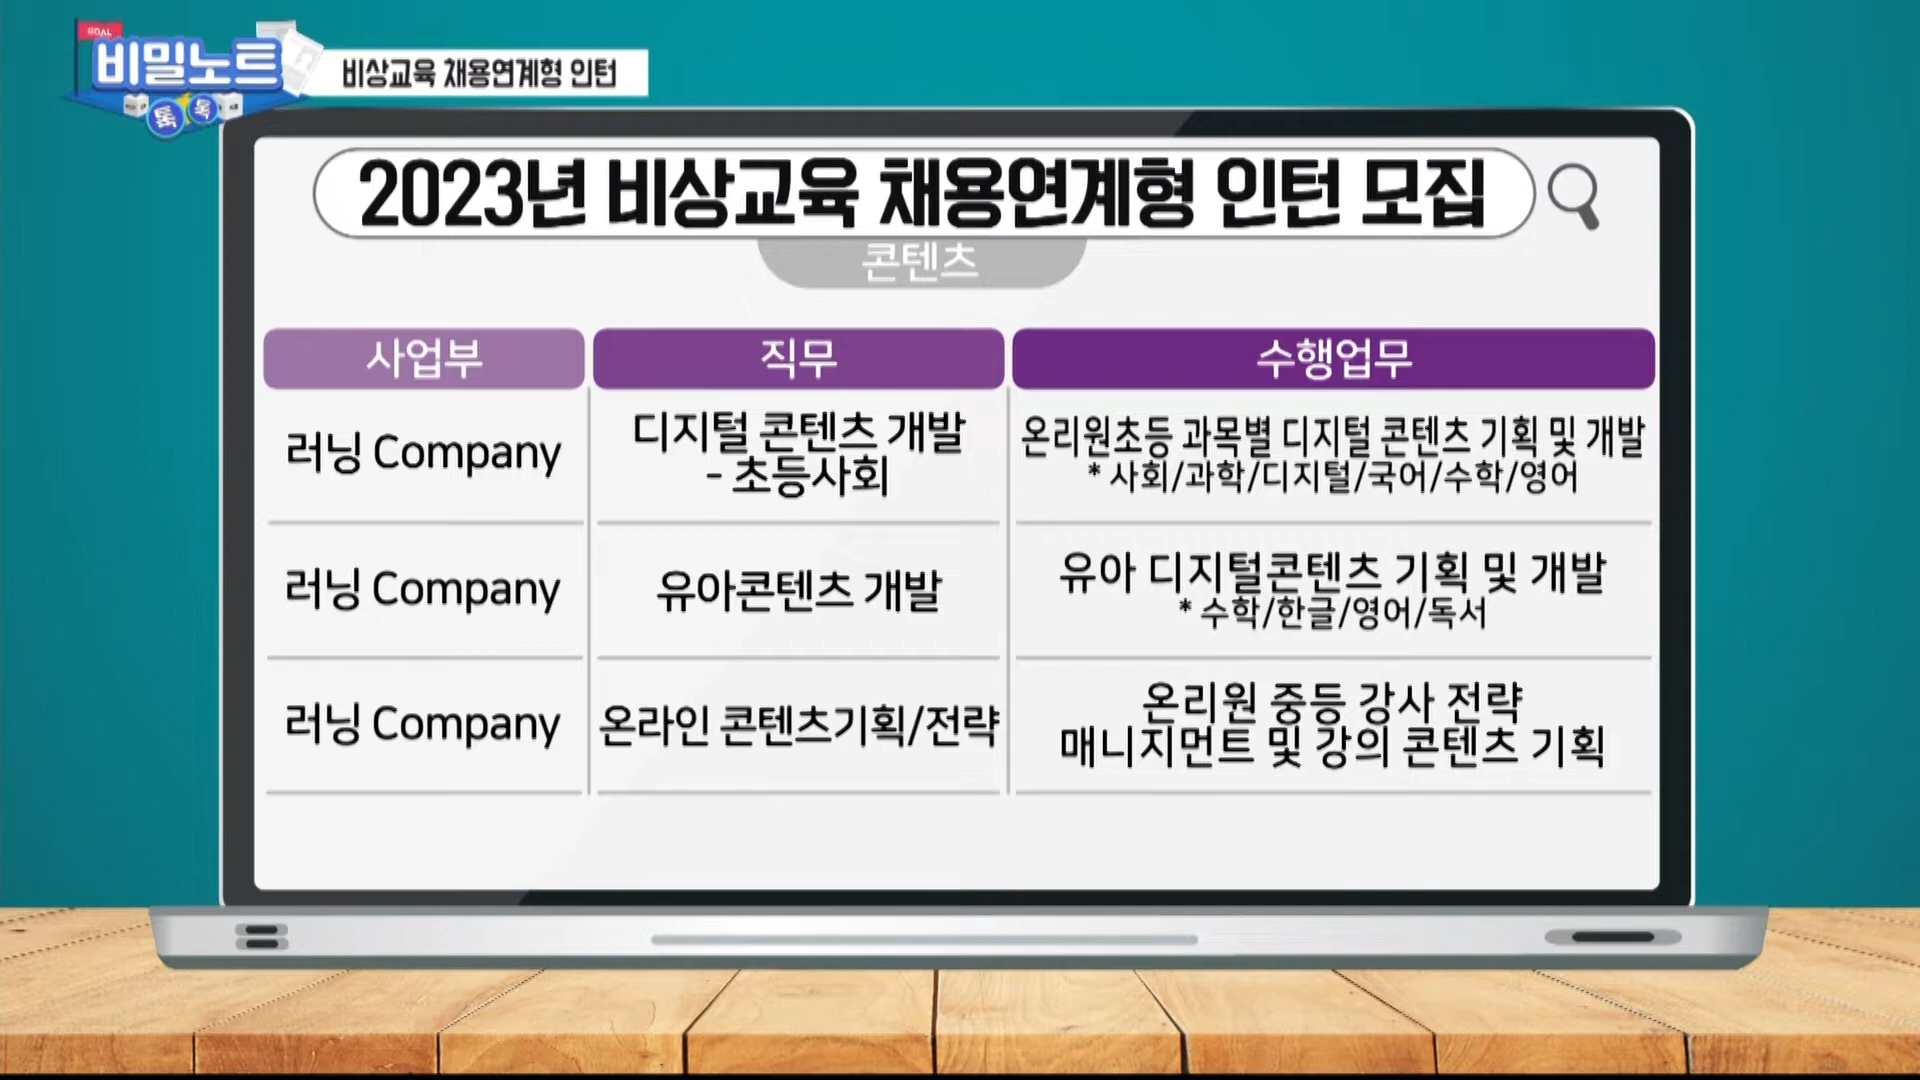 GOAL
비밀노트
톡톡
비상교육 채용연계형 인턴
2023년 비상교육 채용연계형 인턴 모집
콘텐츠
사업부 직무 수행업무
러닝 Company
디지털 콘텐츠 개발
- 초등사회
온리원초등 과목별 디지털 콘텐츠 기획 및 개발
* 사회/과학/디지털/국어/수학/영어
러닝 Company
유아콘텐츠 개발
유아 디지털콘텐츠 기획 및 개발
* 수학/한글/영어/독서
러닝 Company
온라인 콘텐츠기획/전략
온리원 중등 강사 전략
매니지먼트 및 강의 콘텐츠 기획